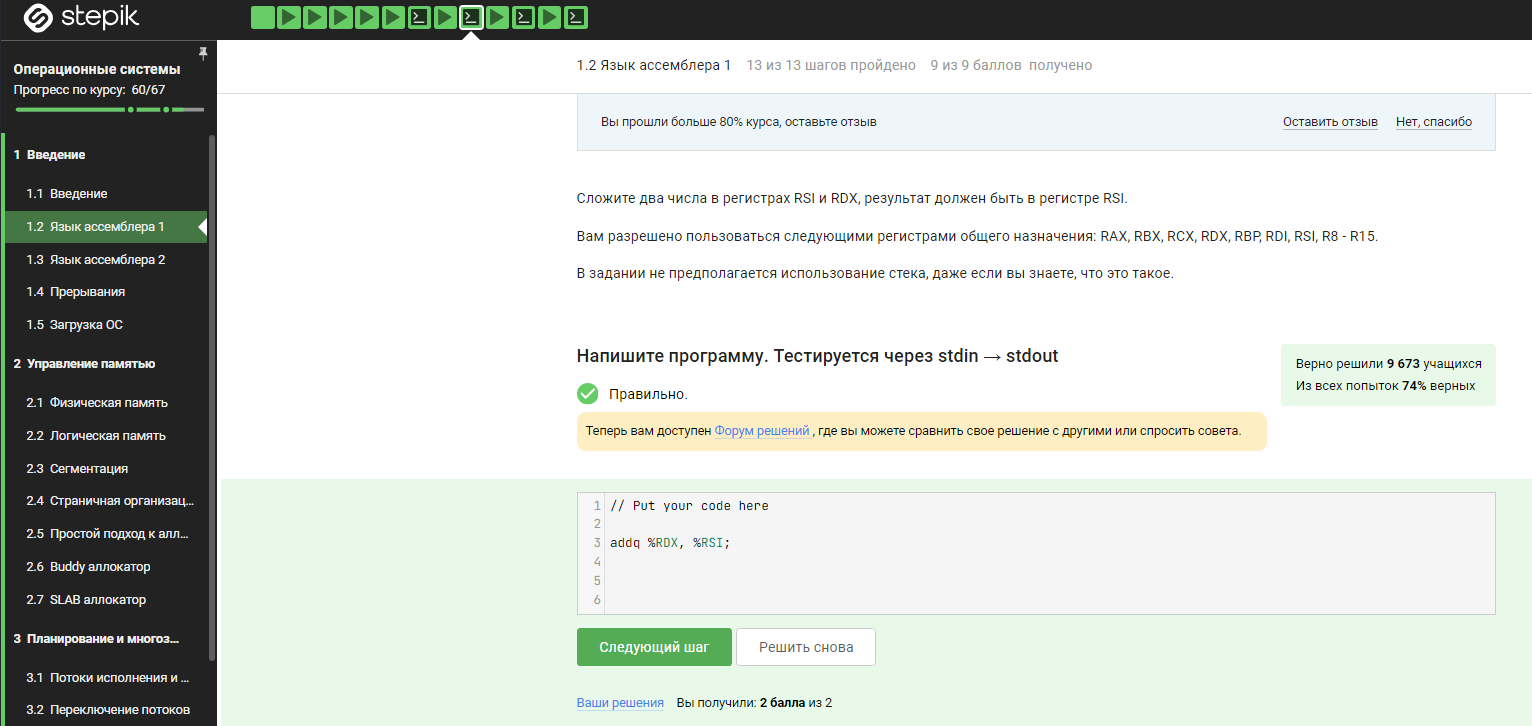 stepik
Операционные системы
Прогресс по курсу: 60/67
1 Введение
1.1 Введение
1.2 Язык ассемблера 1
1.3 Язык ассемблера 2
1.4 Прерывания
1.5 Загрузка ОС
2 Управление памятью
2.1 Физическая память
2.2 Логическая память
2.3 Сегментация
2.4 Страничная организац...
2.5 Простой подход к алл...
2.6 Buddy аллокатор
2.7 SLAB аллокатор
3 Планирование и многоз...
3.1 Потоки исполнения и ...
3.2 Переключение потоков
1.2 Язык ассемблера 1 13 из 13 шагов пройдено 9 из 9 баллов получено
Вы прошли больше 80% курса, оставьте отзыв Оставить отзыв Нет, спасибо
Сложите два числа в регистрах RSI и RDX, результат должен быть в регистре RSI.
Вам разрешено пользоваться следующими регистрами общего назначения: RAX, RBX, RCX, RDX, RBP, RDI, RSI, R8 - R15.
В задании не предполагается использование стека, даже если вы знаете, что это такое.
Напишите программу. Тестируется через stdin → stdout
Верно решили 9 673 учащихся
Из всех попыток 74% верных
Правильно.
Теперь вам доступен Форум решений , где вы можете сравнить свое решение с другими или спросить совета.
1 // Put your code here
2
3 addq %RDX, %RSI;
4
5
6
Следующий шаг Решить снова
Ваши решения Вы получили: 2 балла из 2